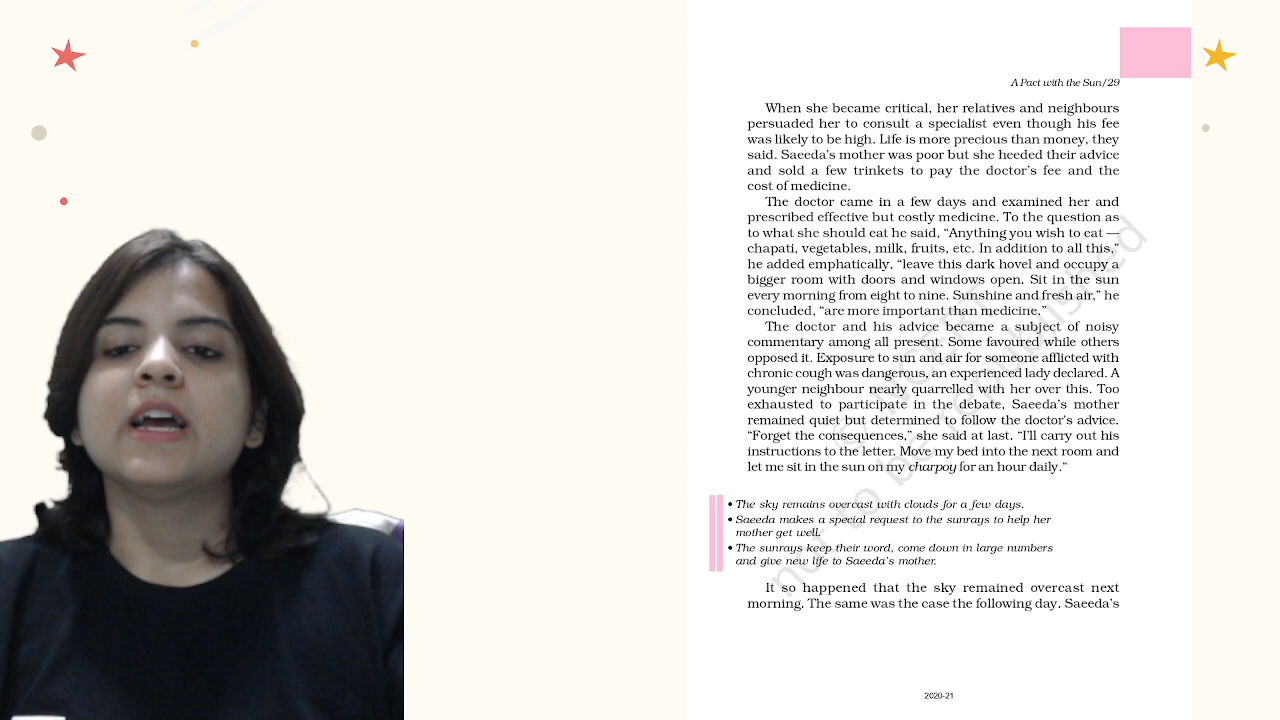 A Pact with the Sun/29
When she became critical, her relatives and neighbours
persuaded her to consult a specialist even though his fee
was likely to be high. Life is more precious than money, they
said. Saeeda's mother was poor but she heeded their advice
and sold a few trinkets to pay the doctor's fee and the
cost of medicine.
The doctor came in a few days and examined her and
prescribed effective but costly medicine. To the question as
to what she should eat he said, “Anything you wish to eat —
chapati, vegetables, milk, fruits, etc. In addition to all this,”
he added emphatically, “leave this dark hovel and occupy a
bigger room with doors and windows open. Sit in the sun
every morning from eight to nine. Sunshine and fresh air,” he
concluded, “are more important than medicine.”
The doctor and his advice became a subject of noisy
commentary among all present. Some favoured while others
opposed it. Exposure to sun and air for someone afflicted with
chronic cough was dangerous, an experienced lady declared. A
younger neighbour nearly quarrelled with her over this. Too
exhausted to participate in the debate, Saeeda's mother
remained quiet but determined to follow the doctor's advice.
“Forget the consequences,” she said at last. “I'll carry out his
instructions to the letter. Move my bed into the next room and
let me sit in the sun on my charpoy for an hour daily.”
• The sky remains overcast with clouds for a few days.
• Saeeda makes a special request to the sunrays to help her
mother get well.
• The sunrays keep their word, come down in large numbers
and give new life to Saeeda's mother.
It so happened that the sky remained overcast next
morning. The same was the case the following day. Saeeda's
2020-21
not to be republished